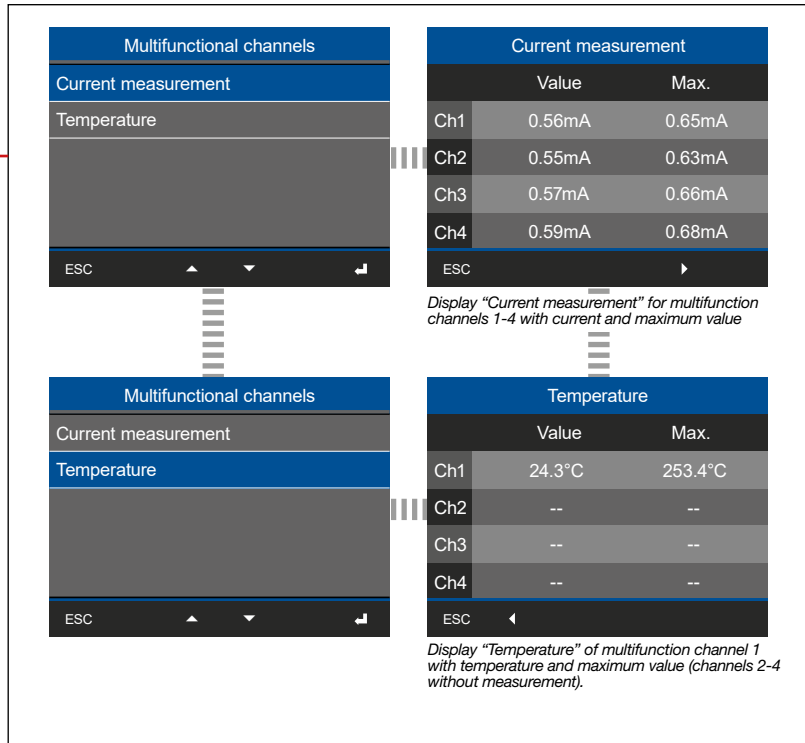 Multifunctional channels
Current measurement
Temperature
ESC
Current measurement
Value Max.
Ch1 0.56mA 0.65mA
Ch2 0.55mA 0.63mA
Ch3 0.57mA 0.66mA
Ch4 0.59mA 0.68mA
ESC
Display “Current measurement” for multifunction
channels 1-4 with current and maximum value
Multifunctional channels
Current measurement
Temperature
ESC
Temperature
Value Max.
Ch1 24.3°C 253.4°C
Ch2 -- --
Ch3 -- --
Ch4 -- --
ESC
Display “Temperature” of multifunction channel 1
with temperature and maximum value (channels 2-4
without measurement).